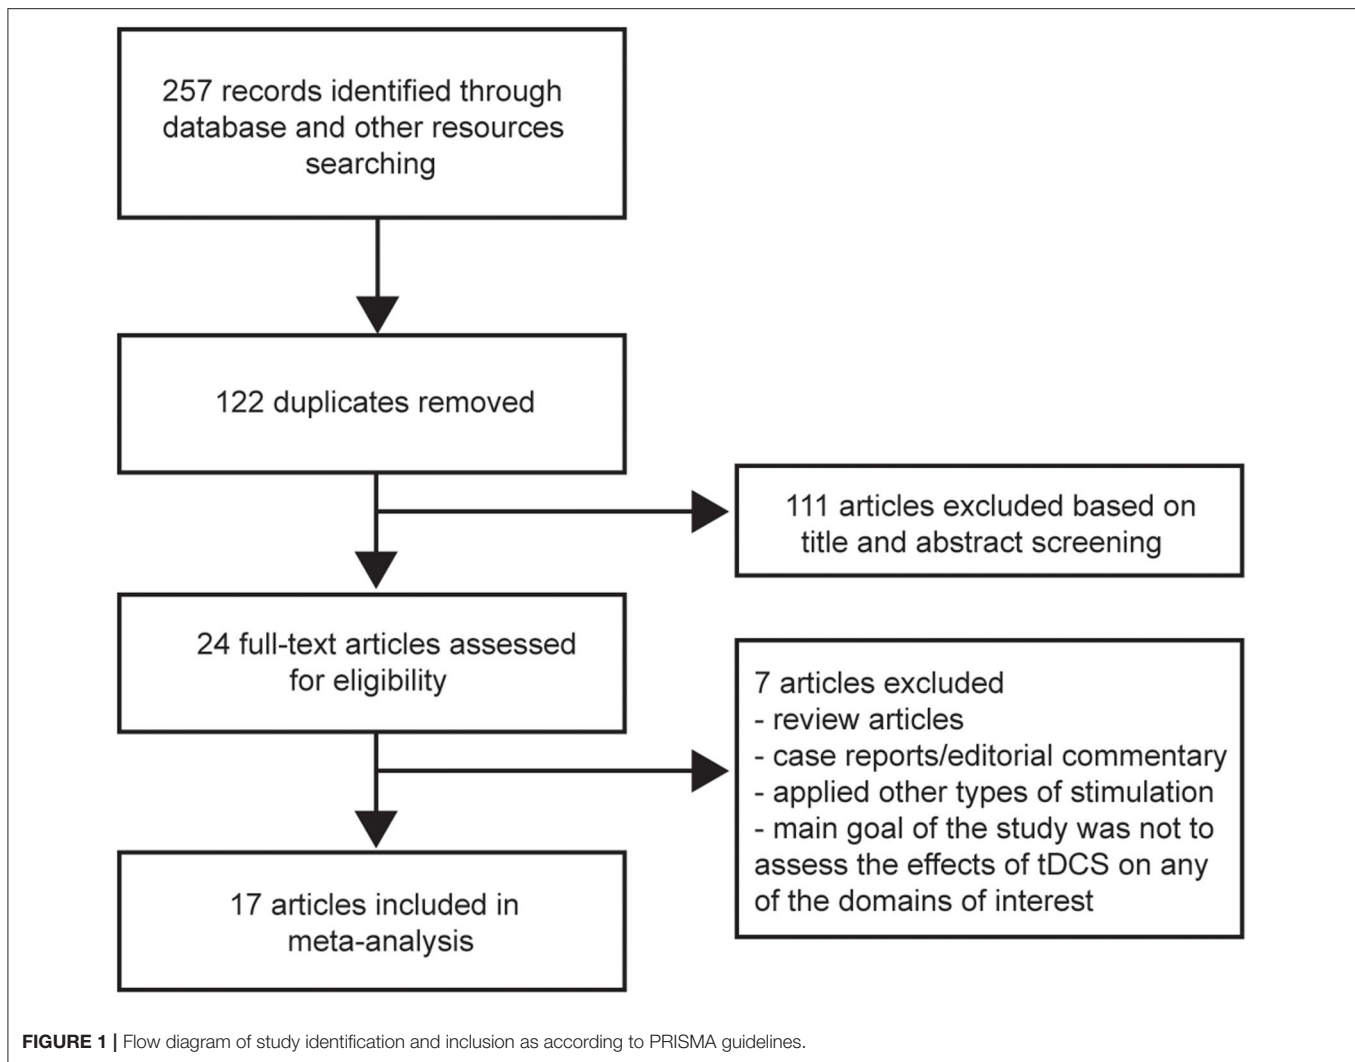 257 records identified through
database and other resources
searching
122 duplicates removed
111 articles excluded based on
title and abstract screening
24 full-text articles assessed
for eligibility
7 articles excluded
- review articles
- case reports/editorial commentary
- applied other types of stimulation
- main goal of the study was not to
assess the effects of tDCS on any
of the domains of interest
17 articles included in
meta-analysis
FIGURE 1 | Flow diagram of study identification and inclusion as according to PRISMA guidelines.